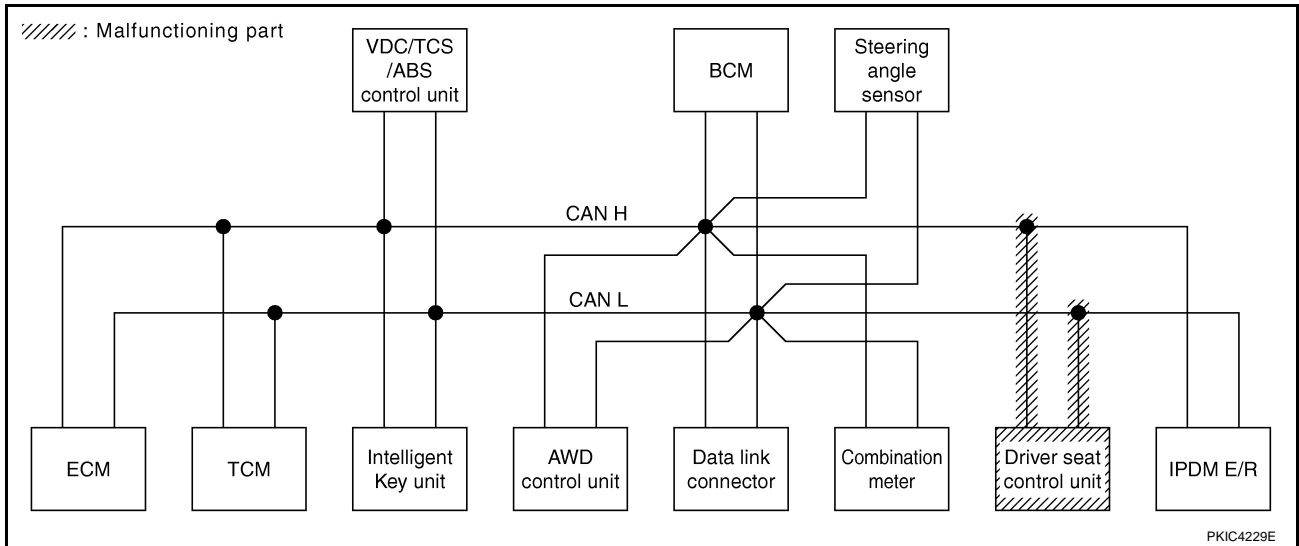 : Malfunctioning part
VDC/TCS
/ABS
control unit
BCM
Steering
angle
sensor
CAN H
CAN L
ECM
TCM
Intelligent
Key unit
AWD
control unit
Data link
connector
Combination
meter
Driver seat
control unit
IPDM E/R
PKIC4229E